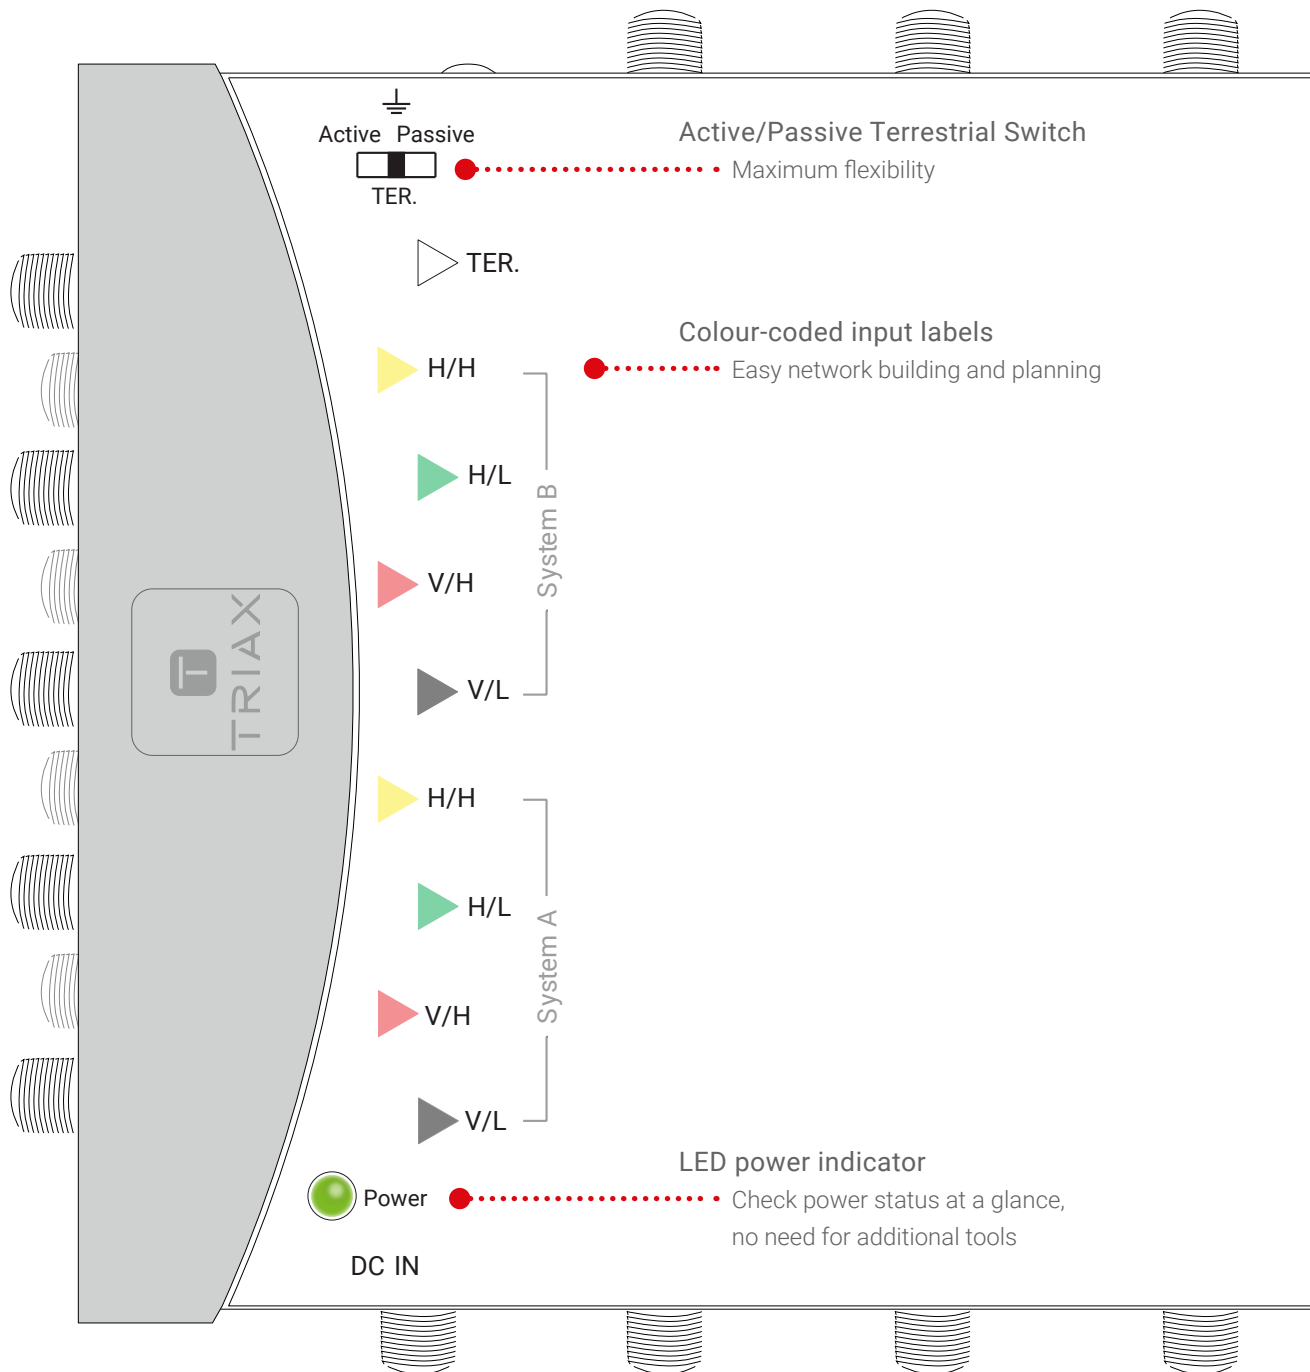 Active Passive
TER.
Active/Passive Terrestrial Switch
Maximum flexibility
TER.
Colour-coded input labels
Easy network building and planning
H/H
H/L
V/H
V/L
System B
TRIAX
H/H
H/L
V/H
V/L
System A
LED power indicator
Check power status at a glance,
no need for additional tools
Power
DC IN